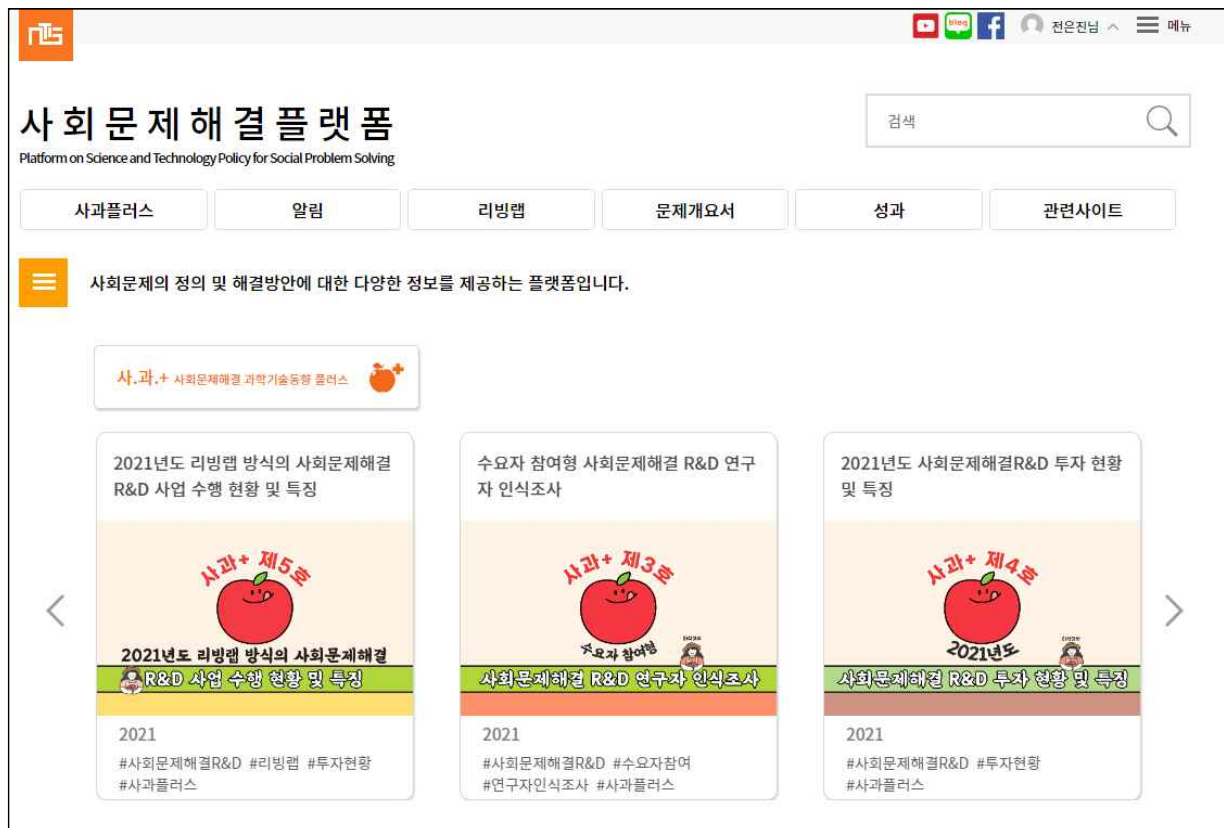 NTIS
blog
전은진님
메뉴
사회문제해결플랫폼
검색
Platform on Science and Technology Policy for Social Problem Solving
사과플러스
알림
리빙랩
문제개요서
성과
관련사이트
사회문제의 정의 및 해결방안에 대한 다양한 정보를 제공하는 플랫폼입니다.
사.과.+ 사회문제해결 과학기술동향 플러스
2021년도 리빙랩 방식의 사회문제해결
R&D 사업 수행 현황 및 특징
사과+ 제5호
2021년도 리빙랩 방식의 사회문제해결
R&D 사업 수행 현황 및 특징
2021
#사회문제해결R&D #리빙랩 #투자현황
#사과플러스
수요자 참여형 사회문제해결 R&D 연구
자 인식조사
사과+ 제3호
수요자 참여형
사회문제해결 R&D 연구자 인식조사
2021
#사회문제해결R&D #수요자참여
#연구자인식조사 #사과플러스
2021년도 사회문제해결R&D 투자 현황
및 특징
사과+ 제4호
2021년도
사회문제해결 R&D 투자 현황 및 특징
2021
#사회문제해결R&D #투자현황
#사과플러스